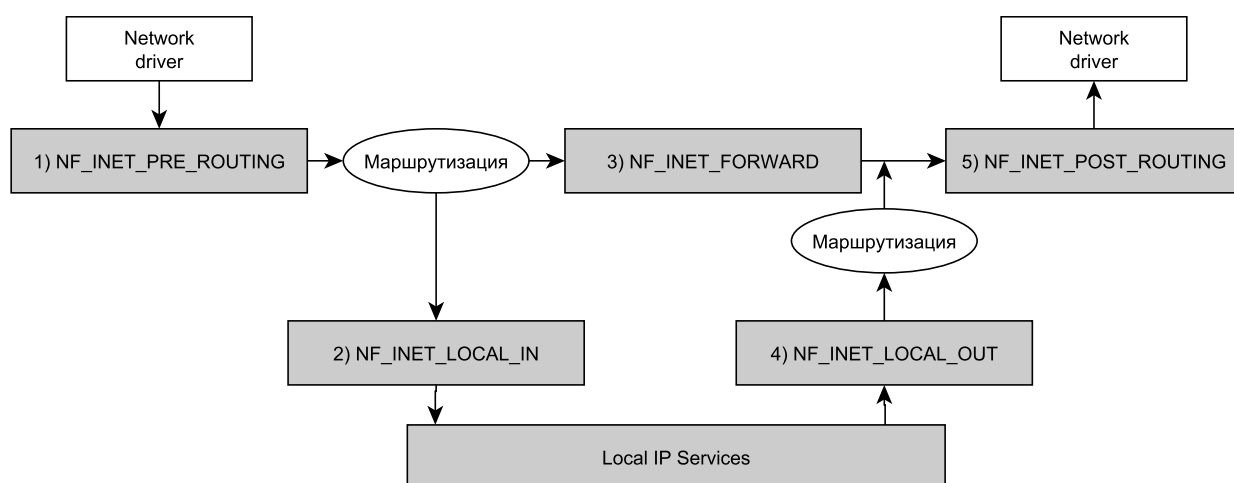 Network
driver
Network
driver
1) NF_INET_PRE_ROUTING
Маршрутизация
3) NF_INET_FORWARD
5) NF_INET_POST_ROUTING
Маршрутизация
2) NF_INET_LOCAL_IN
4) NF_INET_LOCAL_OUT
Local IP Services